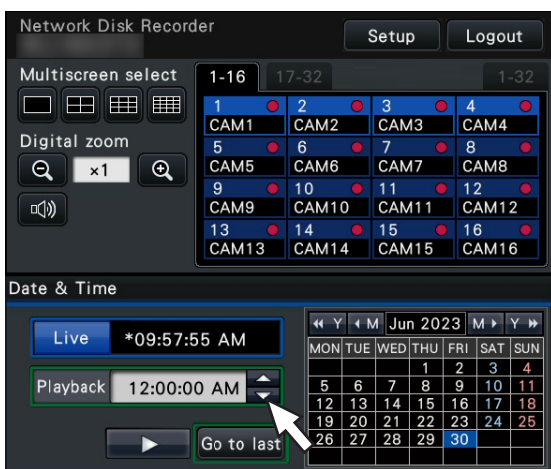 Network Disk Recorder
Setup Logout
Multiscreen select
1-16 17-32 1-32
1 2 3 4
CAM1 CAM2 CAM3 CAM4
5 6 7 8
CAM5 CAM6 CAM7 CAM8
Digital zoom
×1
9 10 11 12
CAM9 CAM10 CAM11 CAM12
13 14 15 16
CAM13 CAM14 CAM15 CAM16
Date & Time
Live *09:57:55 AM
Playback 12:00:00 AM
Go to last
Y M Jun 2023 M Y
MON TUE WED THU FRI SAT SUN
1 2 3 4
5 6 7 8 9 10 11
12 13 14 15 16 17 18
19 20 21 22 23 24 25
26 27 28 29 30